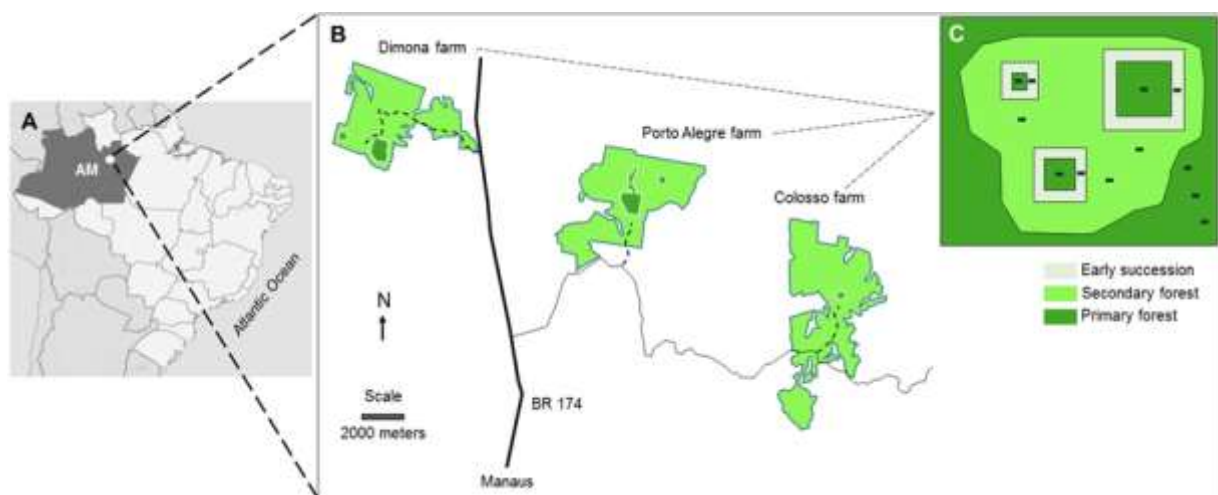 A
AM
Atlantic Ocean
B
Dimona farm
Porto Alegre farm
Colosso farm
N
Scale
2000 meters
BR 174
Manaus
C
Early succession
Secondary forest
Primary forest